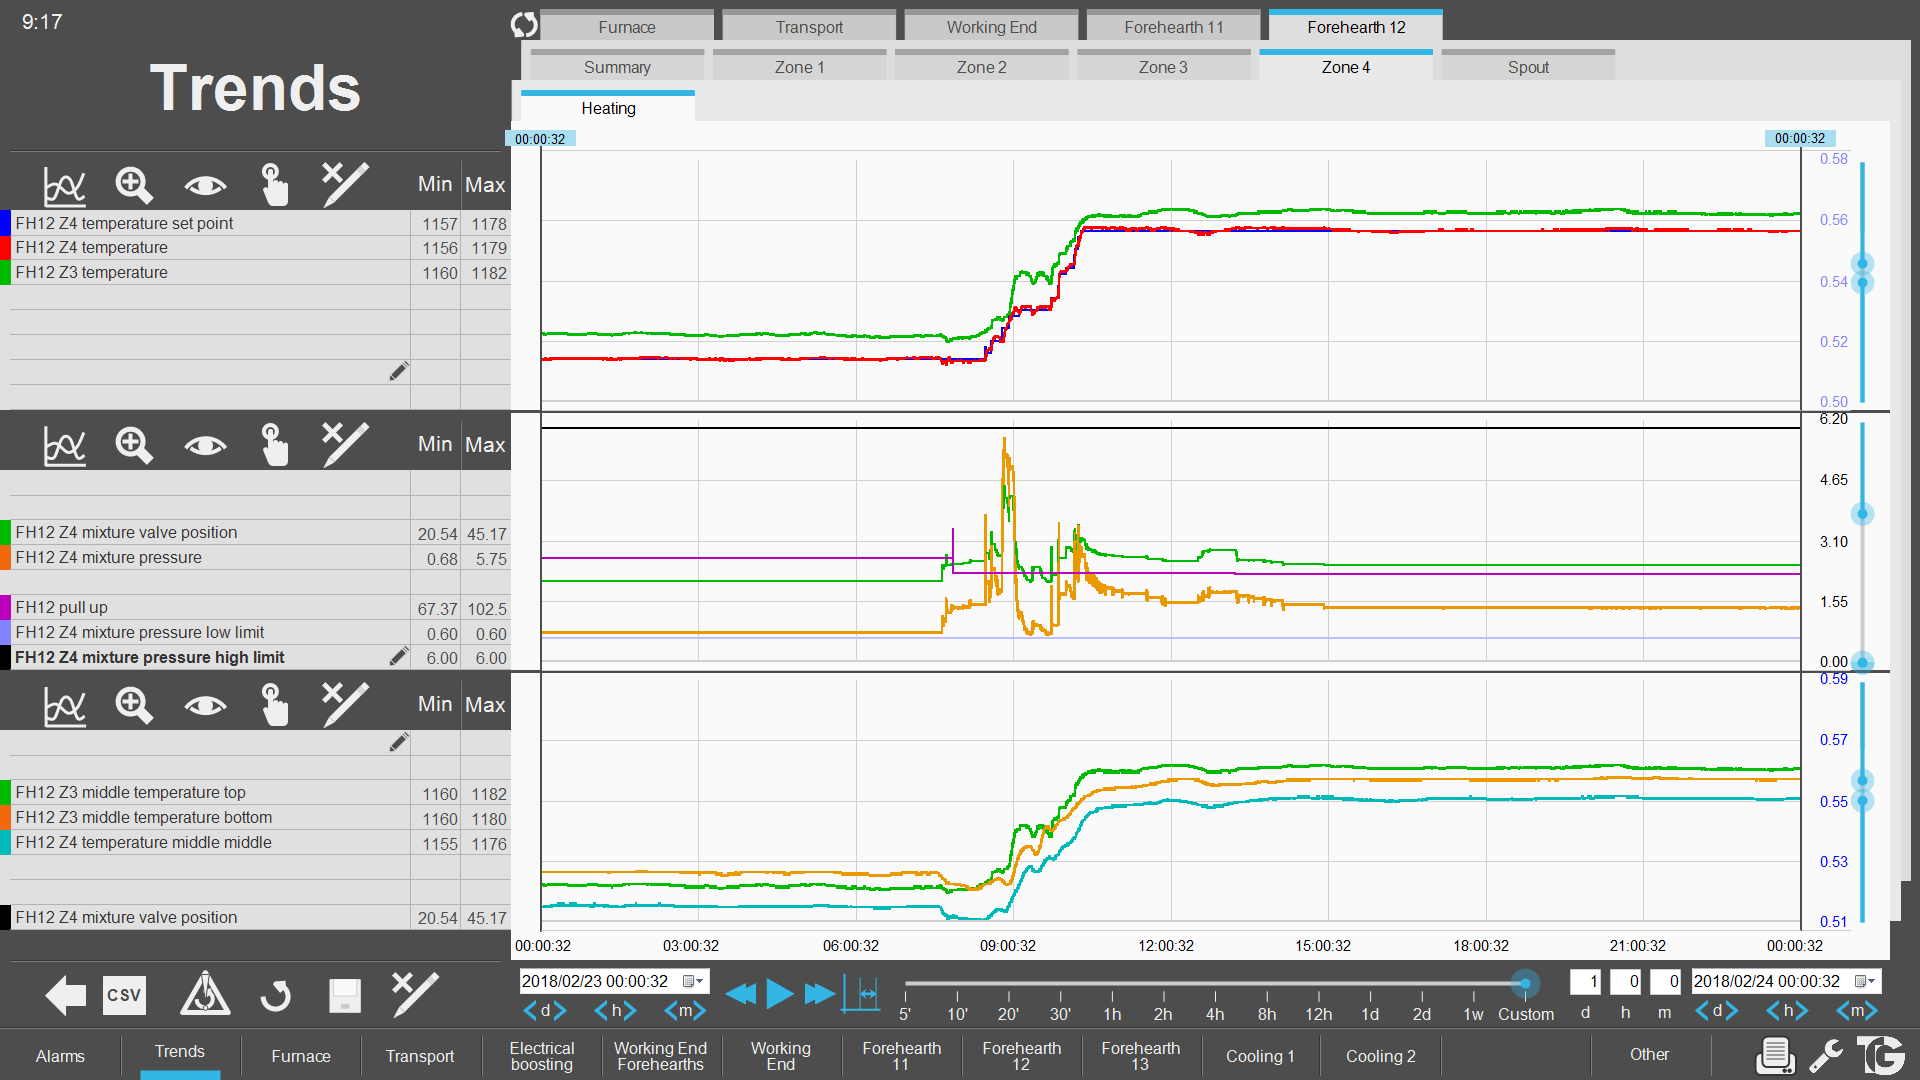 9:17
Trends
Furnace Transport Working End Forehearth 11 Forehearth 12
Summary Zone 1 Zone 2 Zone 3 Zone 4 Spout
Heating
00:00:32 00:00:32
Min Max
FH12 Z4 temperature set point 1157 1178
FH12 Z4 temperature 1156 1179
FH12 Z3 temperature 1160 1182
0.58
0.56
0.54
0.52
0.50
Min Max
FH12 Z4 mixture valve position 20.54 45.17
FH12 Z4 mixture pressure 0.68 5.75
FH12 pull up 67.37 102.5
FH12 Z4 mixture pressure low limit 0.60 0.60
FH12 Z4 mixture pressure high limit 6.00 6.00
6.20
4.65
3.10
1.55
0.00
Min Max
FH12 Z3 middle temperature top 1160 1182
FH12 Z3 middle temperature bottom 1160 1180
FH12 Z4 temperature middle middle 1155 1176
FH12 Z4 mixture valve position 20.54 45.17
0.59
0.57
0.55
0.53
0.51
00:00:32 03:00:32 06:00:32 09:00:32 12:00:32 15:00:32 18:00:32 21:00:32 00:00:32
CSV
2018/02/23 00:00:32
d h m
5' 10' 20' 30' 1h 2h 4h 8h 12h 1d 2d 1w Custom
1 0 0
d h m
2018/02/24 00:00:32
d h m
Alarms
Trends
Furnace
Transport
Electrical
boosting
Working End
Forehearths
Working
End
Forehearth
11
Forehearth
12
Forehearth
13
Cooling 1
Cooling 2
Other
TG